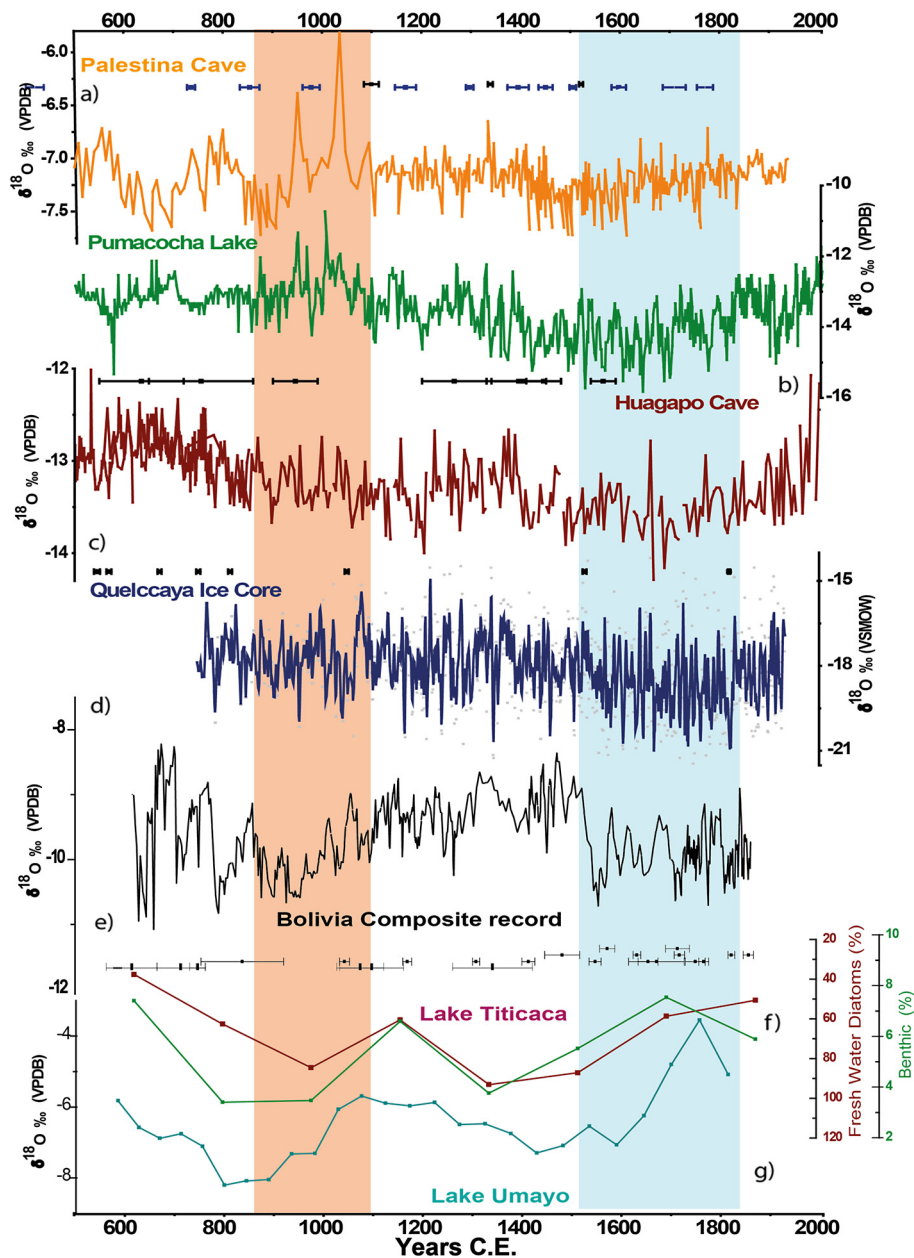 600 800 1000 1200 1400 1600 1800 2000
-6.0
Palestina Cave
a)
-6.5
-7.0
-7.5
δ18O ‰ (VPDB)
-10
Pumacocha Lake
-12
-14
-16
δ18O ‰ (VPDB)
b)
-12
Huagapo Cave
-13
-14
δ18O ‰ (VPDB)
c)
Quelccaya Ice Core
-15
-18
-21
δ18O ‰ (VSMOW)
d)
-8
-10
-12
δ18O ‰ (VPDB)
Bolivia Composite record
e)
Lake Titicaca
f)
20
40
60
80
100
120
Fresh Water Diatoms (%)
10
8
6
4
2
Benthic (%)
-4
-6
-8
δ18O ‰ (VPDB)
g)
Lake Umayo
600 800 1000 1200 1400 1600 1800 2000
Years C.E.